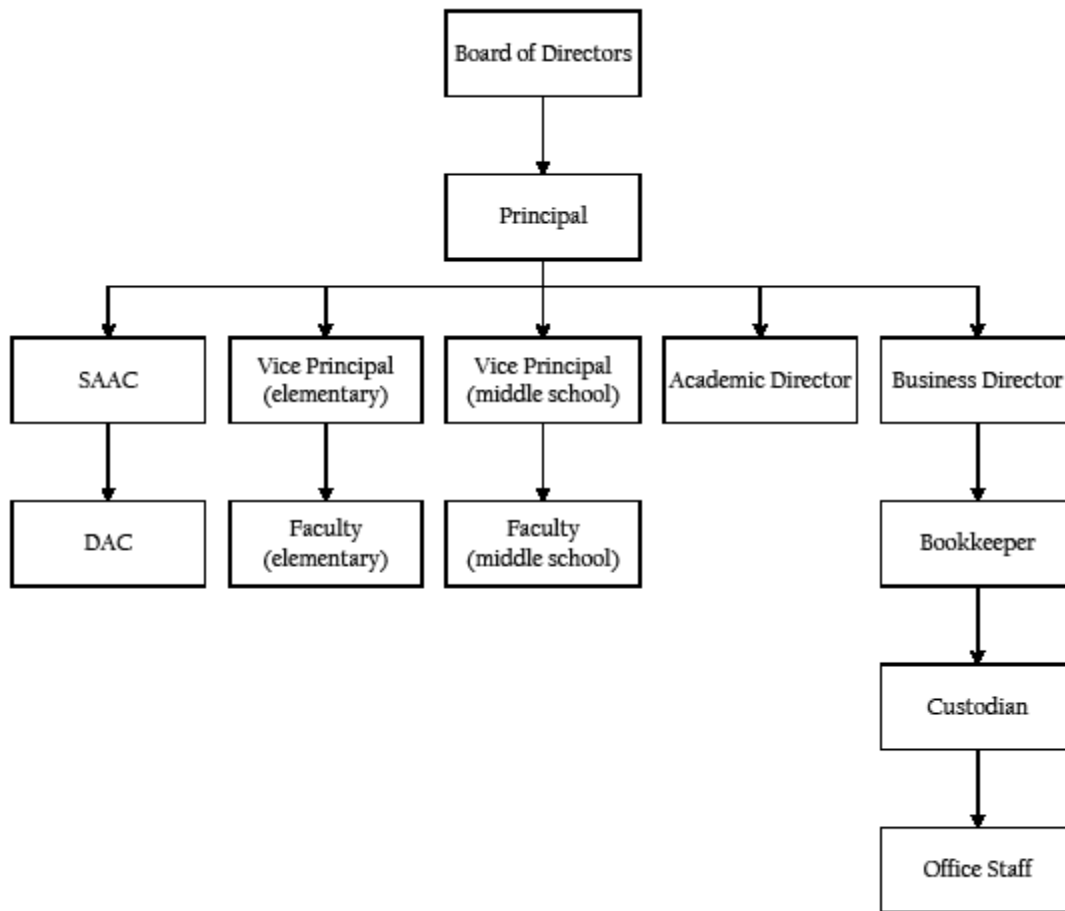 Board of Directors
Principal
SAAC
Vice Principal
(elementary)
Vice Principal
(middle school)
Academic Director
Business Director
DAC
Faculty
(elementary)
Faculty
(middle school)
Bookkeeper
Custodian
Office Staff